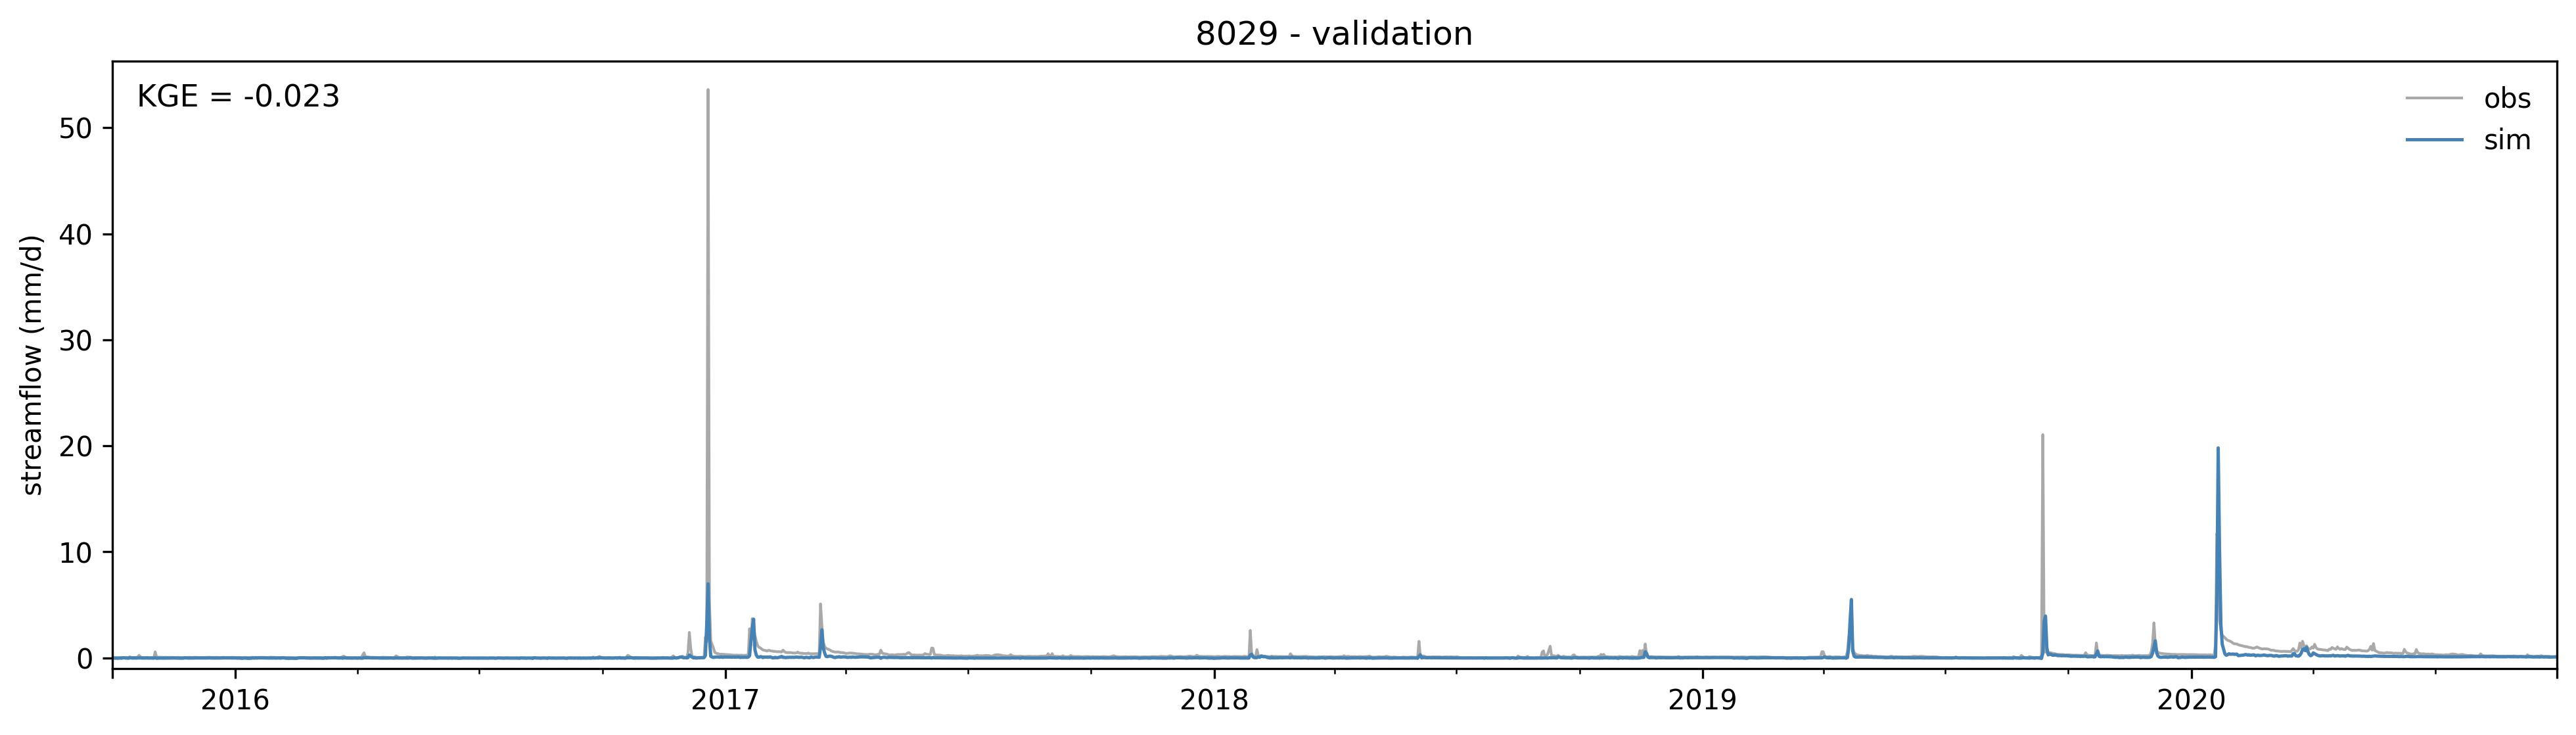 8029 - validation
KGE = -0.023
obs
sim
streamflow (mm/d)
50
40
30
20
10
0
2016 2017 2018 2019 2020